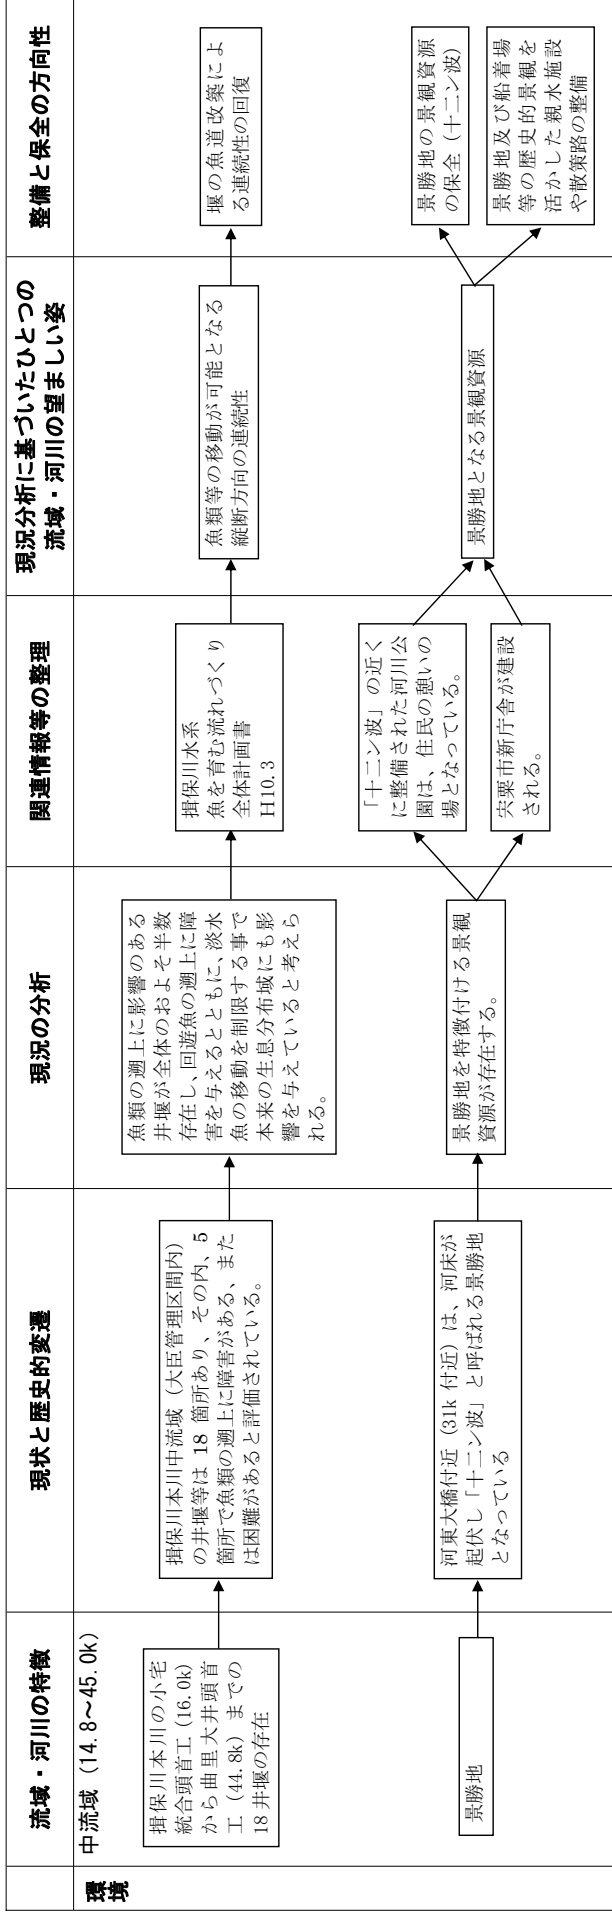 流域・河川の特徴
現状と歴史的変遷
現況の分析
関連情報等の整理
現況分析に基づいたひとつの
流域・河川の望ましい姿
整備と保全の方向性
環
境
中流域（14.8～45.0k）
揖保川本川の小宅
統合頭首工（16.0k）
から曲里大井頭首
工（44.8k）までの
18井堰の存在
揖保川本川中流域（大臣管理区間内）
の井堰等は 18 箇所あり、その内、5
箇所で魚類の遡上に障害がある、また
は困難があると評価されている。
魚類の遡上に影響のある
井堰が全体のおよそ半数
存在し、回遊魚の遡上に障
害を与えるとともに、淡水
魚の移動を制限する事で
本来の生息分布域にも影
響を与えていると考えら
れる。
揖保川水系
魚を育む流れづくり
全体計画書
H10.3
魚類等の移動が可能となる
縦断方向の連続性
堰の魚道改築によ
る連続性の回復
景勝地
河東大橋付近（31k 付近）は、河床が
起伏し「十二ン波」と呼ばれる景勝地
となっている
景勝地を特徴付ける景観
資源が存在する。
「十二ン波」の近く
に整備された河川公
園は、住民の憩いの
場となっている。
宍粟市新庁舎が建設
される。
景勝地となる景観資源
景勝地の景観資源
の保全（十二ン波）
景勝地及び船着場
等の歴史的景観を
活かした親水施設
や散策路の整備